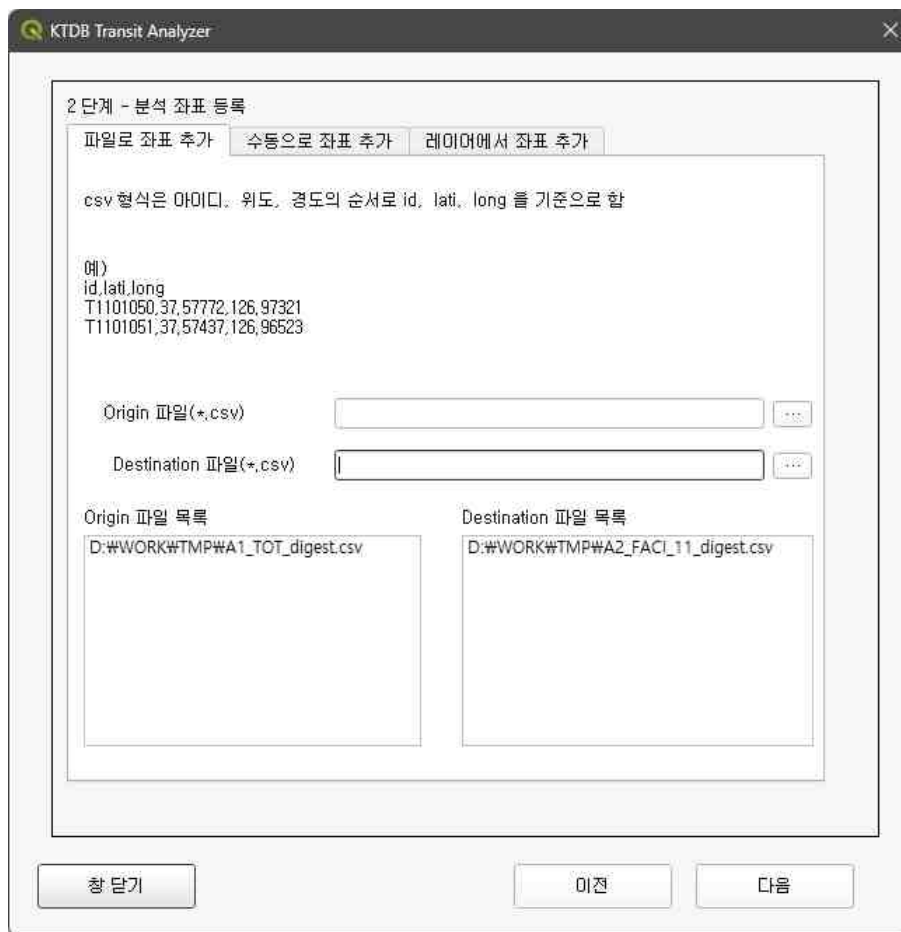 KTDB Transit Analyzer
2 단계 - 분석 좌표 등록
파일로 좌표 추가 수동으로 좌표 추가 레이어에서 좌표 추가
csv 형식은 아이디, 위도, 경도의 순서로 id, lati, long 을 기준으로 함
예)
id,lati,long
T1101050,37,57772,126,97321
T1101051,37,57437,126,96523
Origin 파일(*,csv) ...
Destination 파일(*,csv) ...
Origin 파일 목록 Destination 파일 목록
D:₩WORK₩TMP₩A1_TOT_digest.csv D:₩WORK₩TMP₩A2_FACI_11_digest.csv
창 닫기 이전 다음